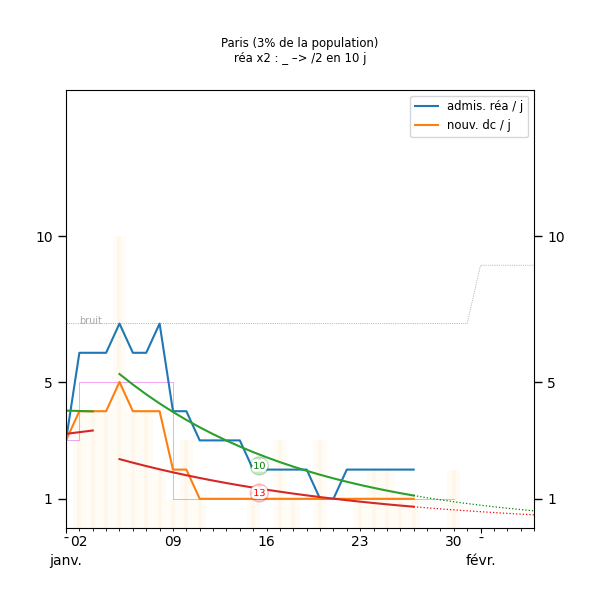 Paris (3% de la population)
réa x2 : _ –> /2 en 10 j
admis. réa / j
nouv. dc / j
10 10
bruit
5 5
10
13
1 1
02 09 16 23 30
janv. févr.